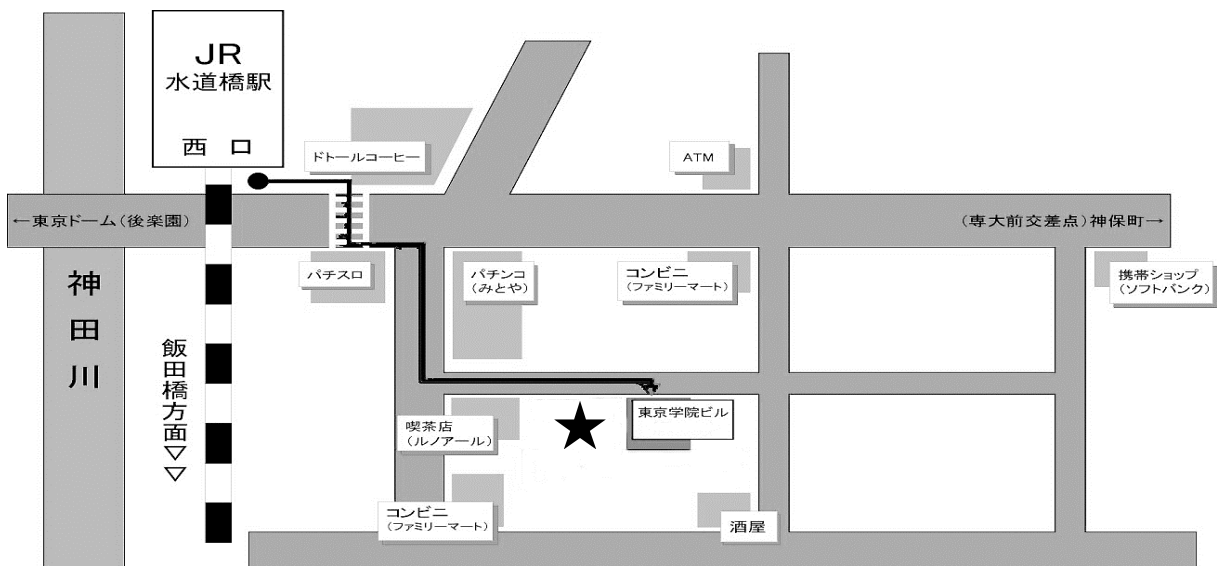 JR
水道橋駅
西 口
ドトールコーヒー
ATM
←東京ドーム(後楽園)
(専大前交差点)神保町→
パチスロ
パチンコ
(みとや)
コンビニ
(ファミリーマート)
携帯ショップ
(ソフトバンク)
神田川
飯田橋方面▽▽
喫茶店
(ルノアール)
東京学院ビル
コンビニ
(ファミリーマート)
酒屋